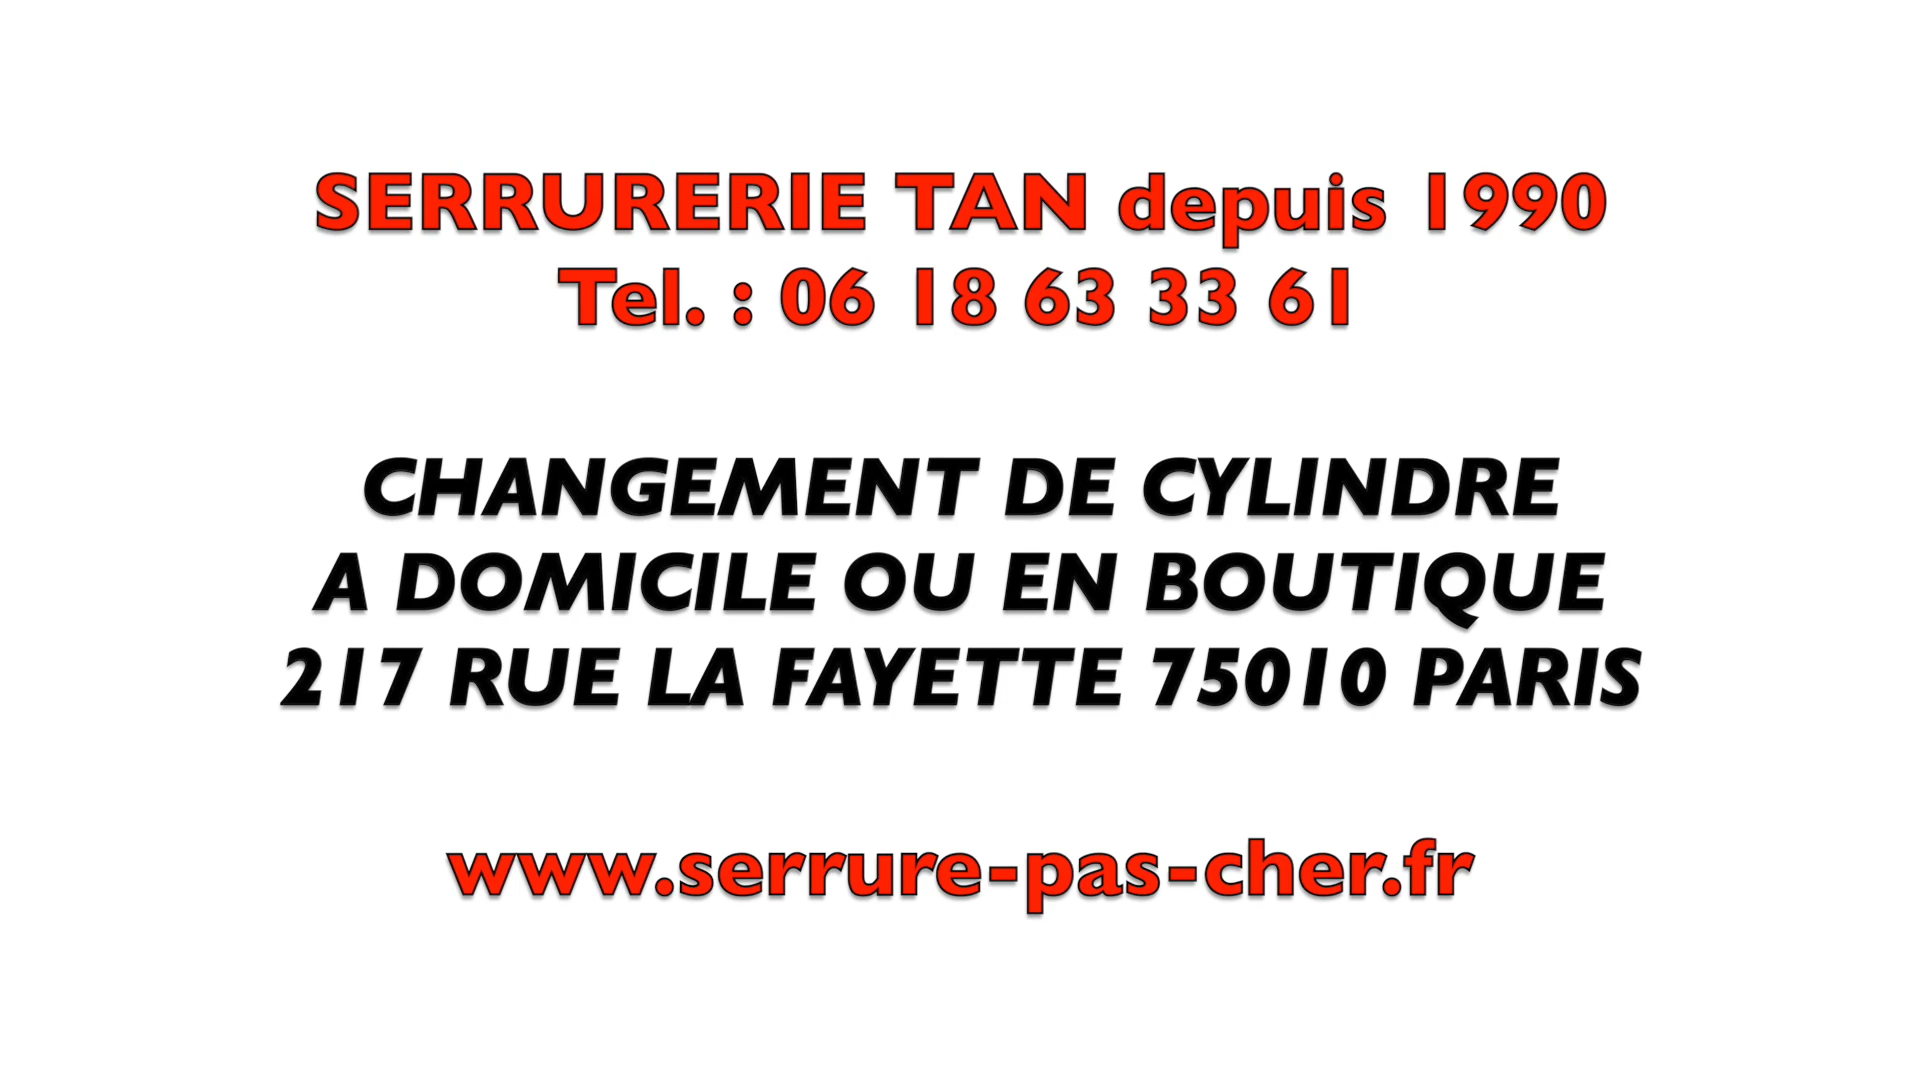 SERRURERIE TAN depuis 1990
Tel. : 06 18 63 33 61
CHANGEMENT DE CYLINDRE
A DOMICILE OU EN BOUTIQUE
217 RUE LA FAYETTE 75010 PARIS
www.serrure-pas-cher.fr